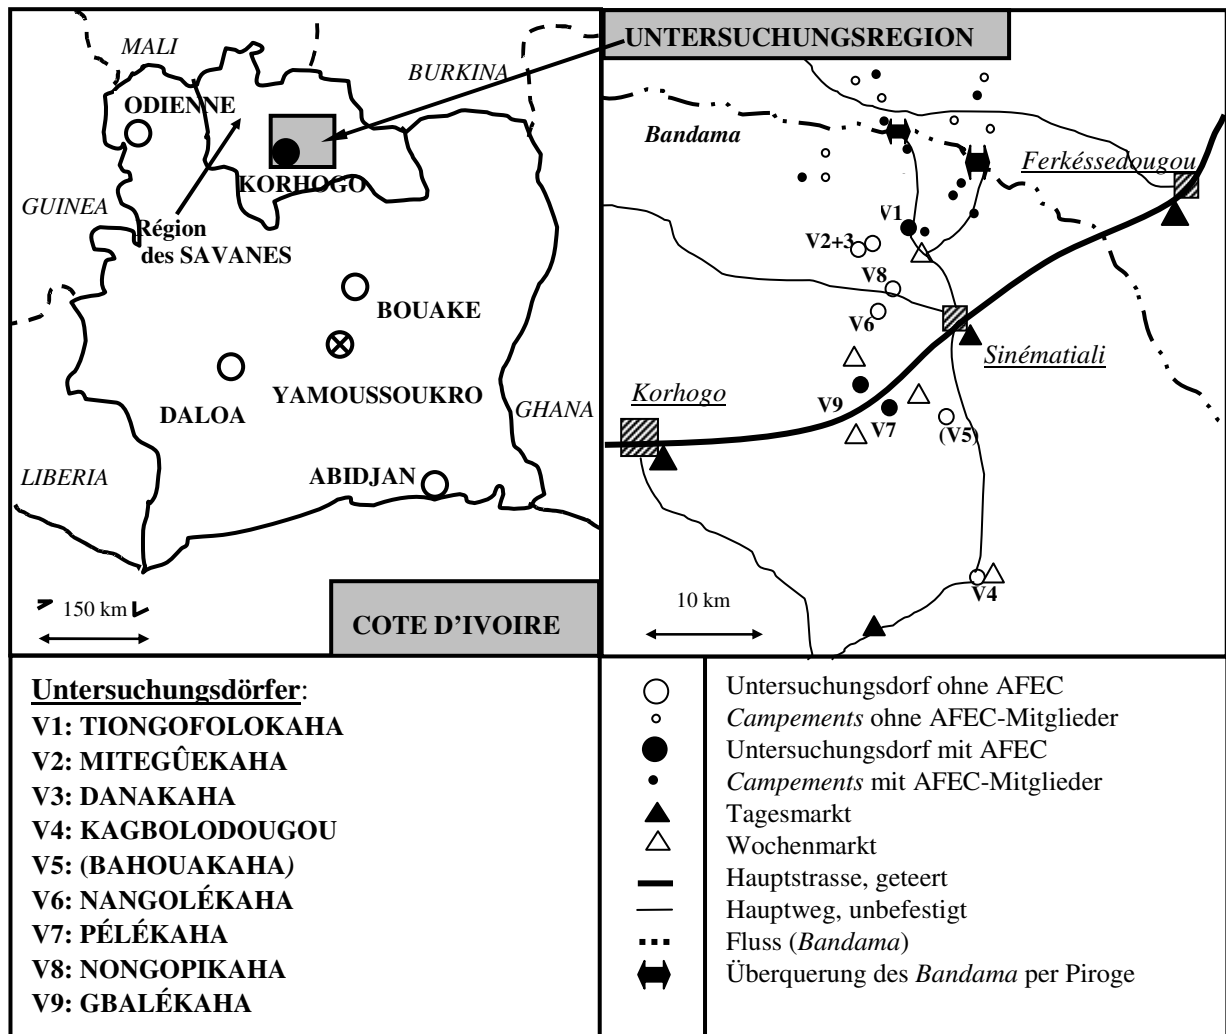 MALI
UNTERSUCHUNGSREGION
BURKINA
ODIENNE
KORHOGO
GUINEA
Région
des SAVANES
BOUAKE
YAMOUSSOUKRO
DALOA
GHANA
LIBERIA
ABIDJAN
150 km
COTE D’IVOIRE
Bandama
Ferkéssedougou
V1
V2+3
V8
V6
Sinématiali
Korhogo
V9
V7
(V5)
10 km
V4
Untersuchungsdörfer:
V1: TIONGOFOLOKAHA
V2: MITEGÛEKAHA
V3: DANAKAHA
V4: KAGBOLODOUGOU
V5: (BAHOUAKAHA)
V6: NANGOLÉKAHA
V7: PÉLÉKAHA
V8: NONGOPIKAHA
V9: GBALÉKAHA
Untersuchungsdorf ohne AFEC
Campements ohne AFEC-Mitglieder
Untersuchungsdorf mit AFEC
Campements mit AFEC-Mitglieder
Tagesmarkt
Wochenmarkt
Hauptstrasse, geteert
Hauptweg, unbefestigt
Fluss (Bandama)
Überquerung des Bandama per Piroge